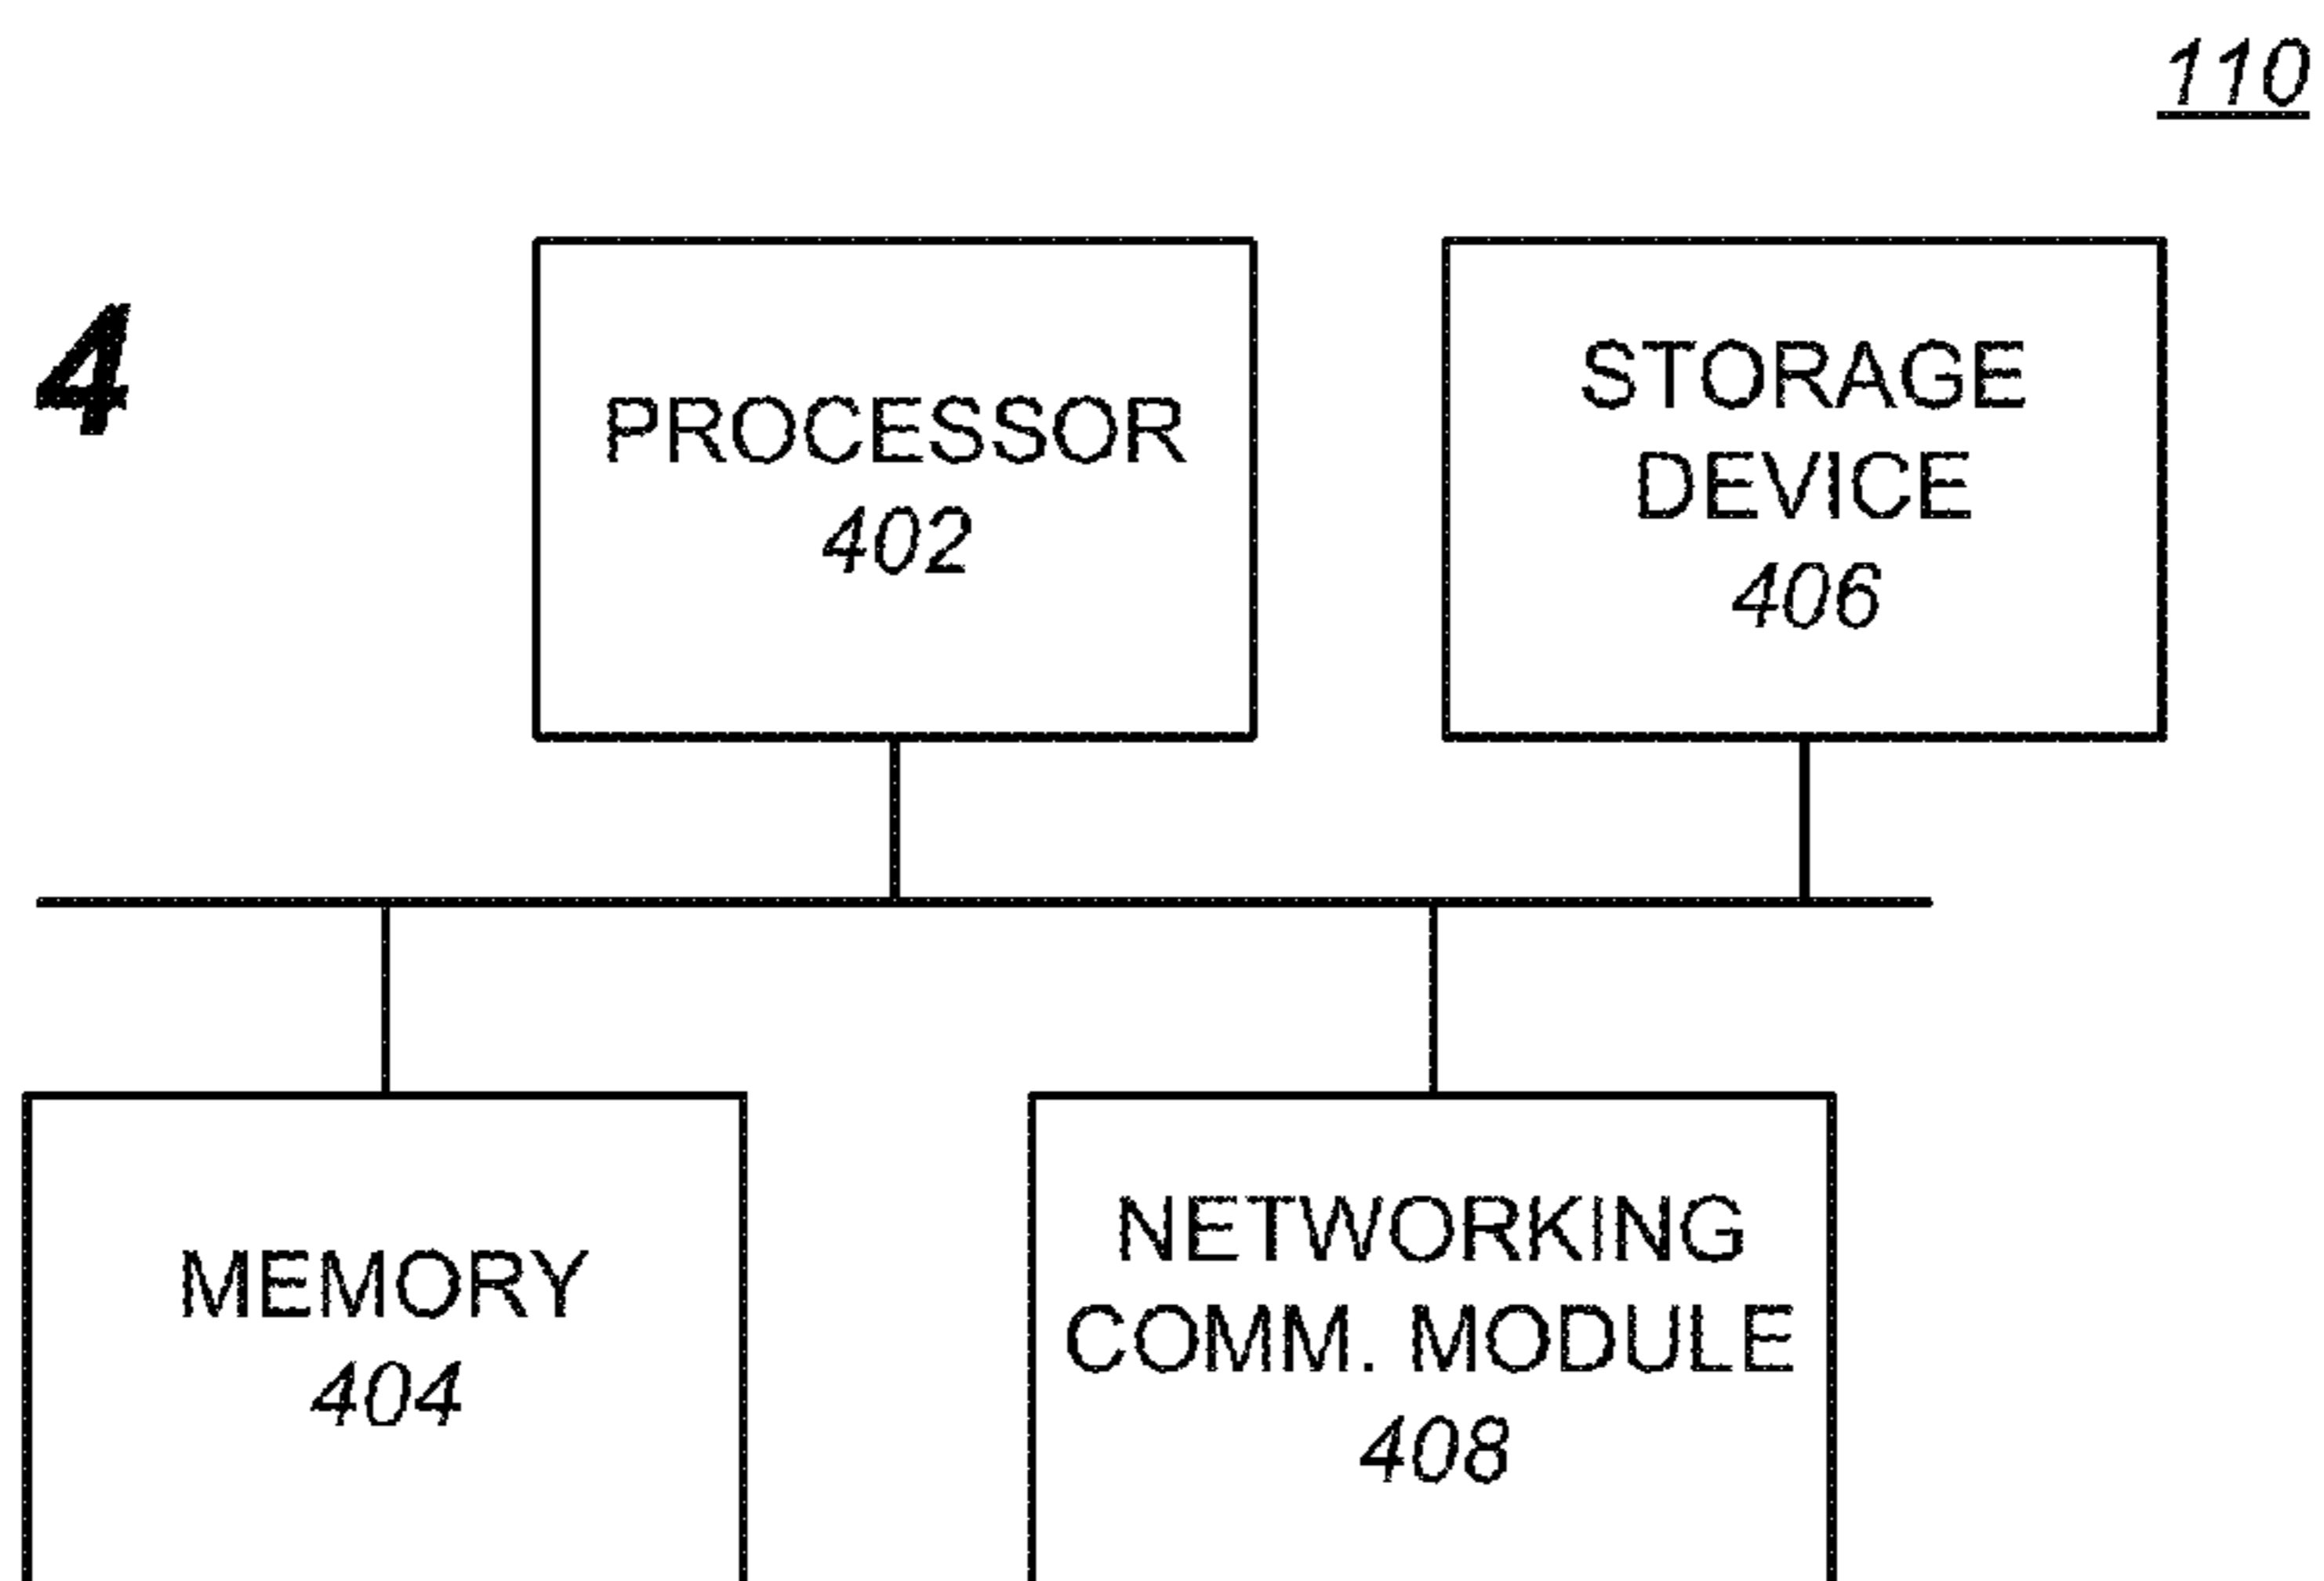 110
4
PROCESSOR
402
STORAGE
DEVICE
406
MEMORY
404
NETWORKING
COMM. MODULE
408